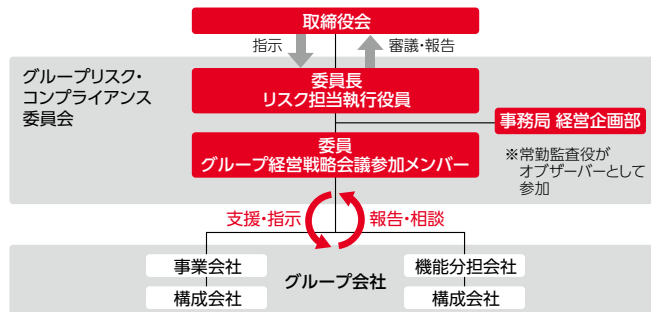 取締役会
指示
審議・報告
グループリスク・
コンプライアンス
委員会
委員長
リスク担当執行役員
事務局 経営企画部
委員
グループ経営戦略会議参加メンバー
※常勤監査役が
オブザーバーとして
参加
支援・指示
報告・相談
事業会社
機能分担会社
グループ会社
構成会社
構成会社